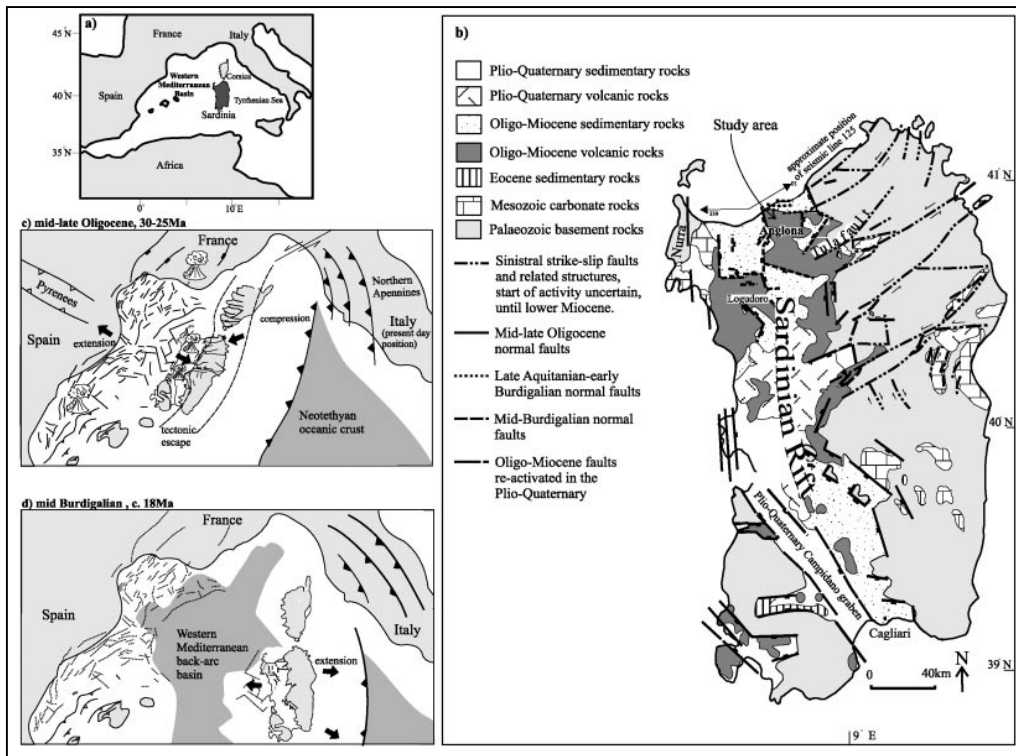 a)
45°N
40°N
35°N
France
Italy
Corsica
Western
Mediterranean
Basin
Spain
Tyrrhenian Sea
Sardinia
Africa
0°
10°E
c) mid-late Oligocene, 30-25Ma
France
Pyrenees
Northern
Apennines
compression
Italy
(present day
position)
Spain
extension
tectonic
escape
Neotethyan
oceanic crust
d) mid Burdigalian , c. 18Ma
France
Spain
Italy
Western
Mediterranean
back-arc
basin
extension
b)
Plio-Quaternary sedimentary rocks
Plio-Quaternary volcanic rocks
Oligo-Miocene sedimentary rocks
Oligo-Miocene volcanic rocks
Eocene sedimentary rocks
Mesozoic carbonate rocks
Palaeozoic basement rocks
Sinistral strike-slip faults
and related structures,
start of activity uncertain,
until lower Miocene.
Mid-late Oligocene
normal faults
Late Aquitanian-early
Burdigalian normal faults
Mid-Burdigalian normal
faults
Oligo-Miocene faults
re-activated in the
Plio-Quaternary
Study area
approximate position
of seismic line 125
41°N
Nurra
Anglona
Tula fault
Logudoro
Sardinian Rift
40°N
Plio-Quaternary Campidano graben
Cagliari
39°N
0 40km
N
9° E